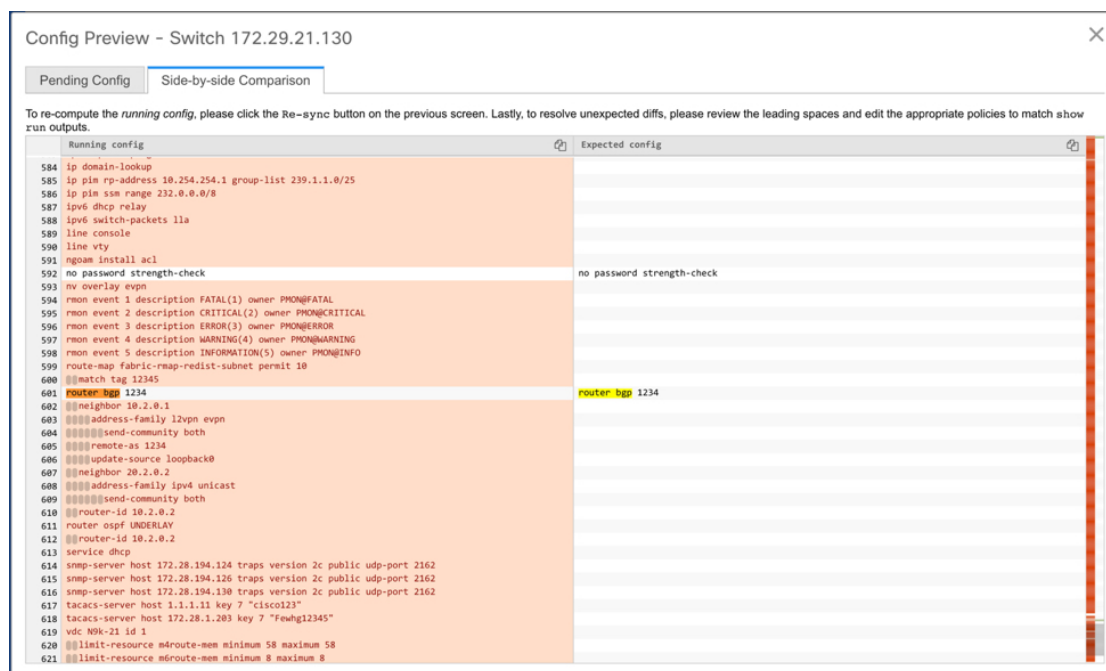 Config Preview - Switch 172.29.21.130
Pending Config
Side-by-side Comparison
To re-compute the running config, please click the Re-sync button on the previous screen. Lastly, to resolve unexpected diffs, please review the leading spaces and edit the appropriate policies to match show
run outputs.
Running config
Expected config
584 ip domain-lookup
585 ip pim rp-address 10.254.254.1 group-list 239.1.1.0/25
586 ip pim ssm range 232.0.0.0/8
587 ipv6 dhcp relay
588 ipv6 switch-packets lla
589 line console
590 line vty
591 ngoam install acl
592 no password strength-check no password strength-check
593 nv overlay evpn
594 rmon event 1 description FATAL(1) owner PMON@FATAL
595 rmon event 2 description CRITICAL(2) owner PMON@CRITICAL
596 rmon event 3 description ERROR(3) owner PMON@ERROR
597 rmon event 4 description WARNING(4) owner PMON@WARNING
598 rmon event 5 description INFORMATION(5) owner PMON@INFO
599 route-map fabric-rmap-redist-subnet permit 10
600 match tag 12345
601 router bgp 1234 router bgp 1234
602 neighbor 10.2.0.1
603 address-family l2vpn evpn
604 send-community both
605 remote-as 1234
606 update-source loopback0
607 neighbor 20.2.0.2
608 address-family ipv4 unicast
609 send-community both
610 router-id 10.2.0.2
611 router ospf UNDERLAY
612 router-id 10.2.0.2
613 service dhcp
614 snmp-server host 172.28.194.124 traps version 2c public udp-port 2162
615 snmp-server host 172.28.194.126 traps version 2c public udp-port 2162
616 snmp-server host 172.28.194.130 traps version 2c public udp-port 2162
617 tacacs-server host 1.1.1.11 key 7 "cisco123"
618 tacacs-server host 172.28.1.203 key 7 "Fewhg12345"
619 vdc N9k-21 id 1
620 limit-resource m4route-mem minimum 58 maximum 58
621 limit-resource m6route-mem minimum 8 maximum 8